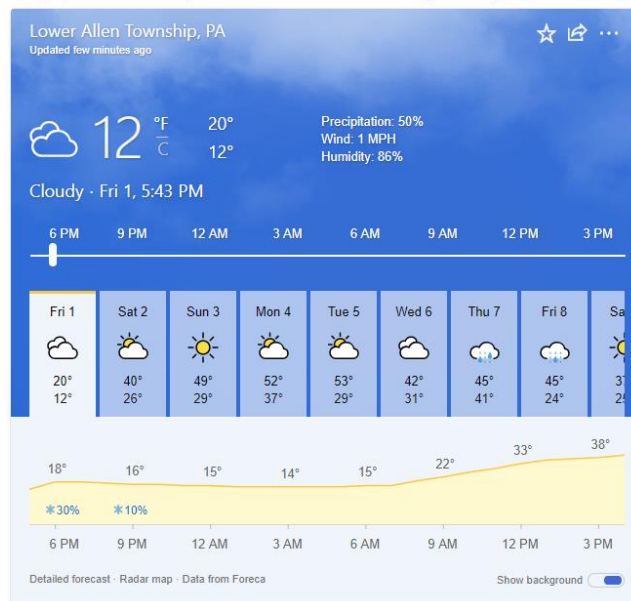 Lower Allen Township, PA
Updated few minutes ago
12 °F C 20° 12°
Precipitation: 50%
Wind: 1 MPH
Humidity: 86%
Cloudy · Fri 1, 5:43 PM
6 PM 9 PM 12 AM 3 AM 6 AM 9 AM 12 PM 3 PM
Fri 1 Sat 2 Sun 3 Mon 4 Tue 5 Wed 6 Thu 7 Fri 8 Sa
20° 40° 49° 52° 53° 42° 45° 45° 37
12° 26° 29° 37° 29° 31° 41° 24° 25
18° 16° 15° 14° 15° 22° 33° 38°
*30% *10%
6 PM 9 PM 12 AM 3 AM 6 AM 9 AM 12 PM 3 PM
Detailed forecast · Radar map · Data from Foreca Show background